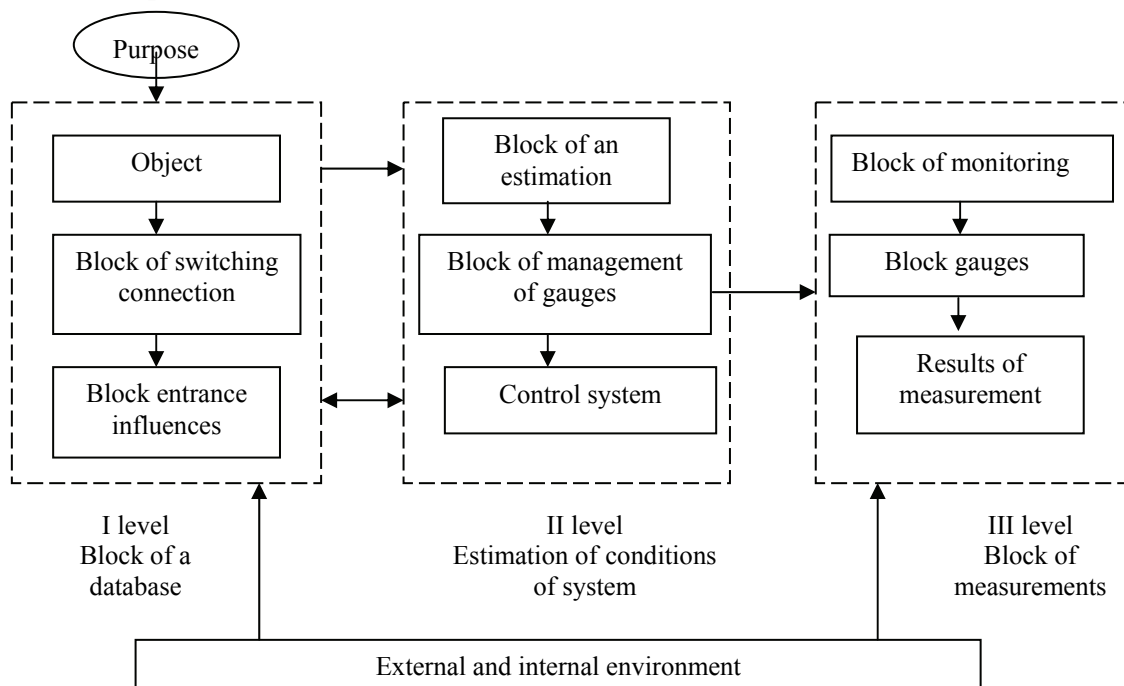 Purpose
Object
Block of switching
connection
Block entrance
influences
I level
Block of a
database
Block of an
estimation
Block of management
of gauges
Control system
II level
Estimation of conditions
of system
Block of monitoring
Block gauges
Results of
measurement
III level
Block of
measurements
External and internal environment